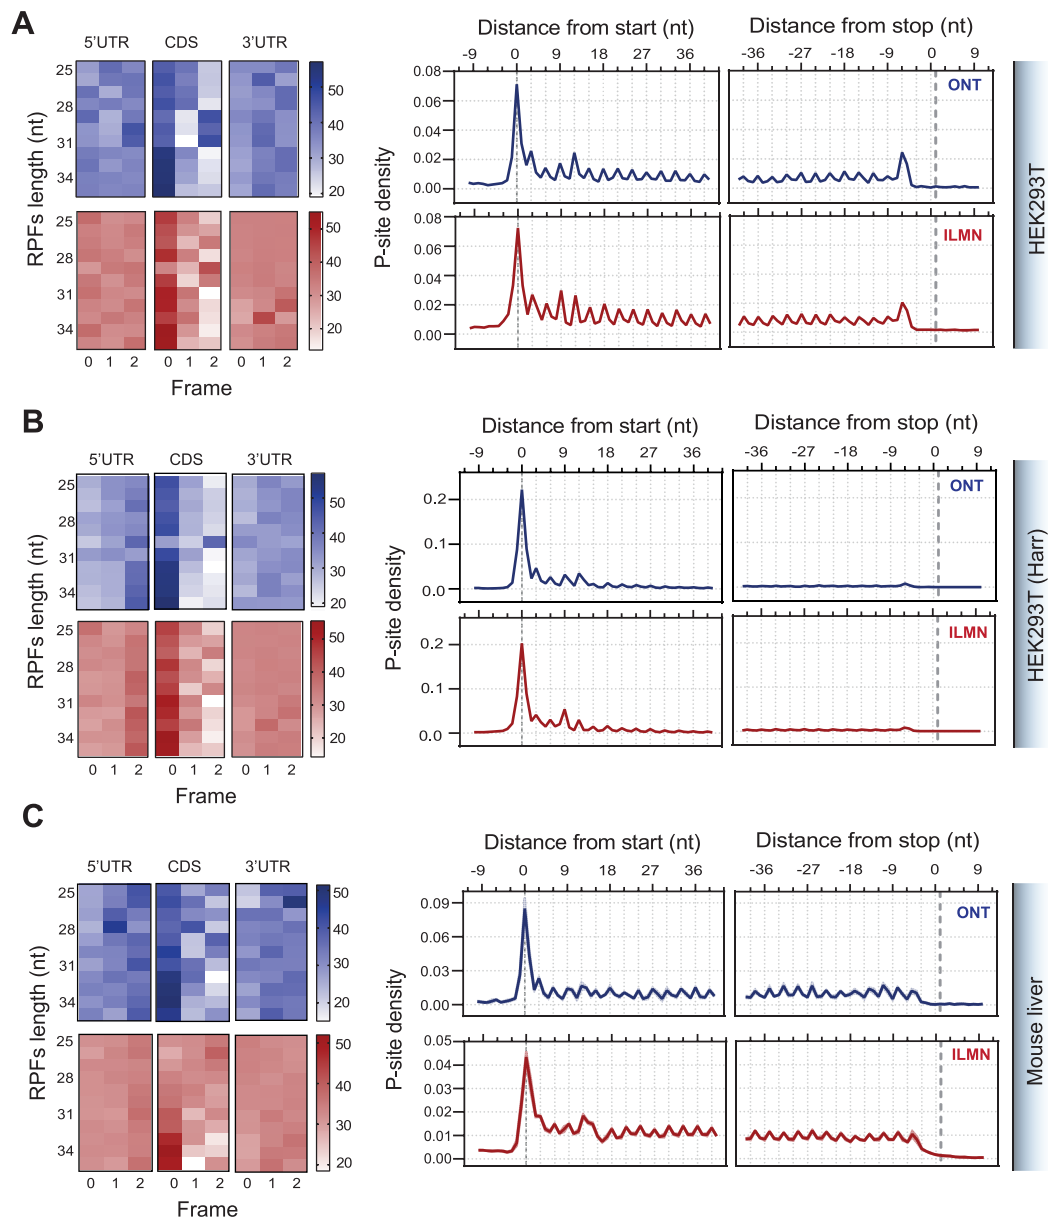 A
5'UTR
CDS
3'UTR
25
28
31
34
25
28
31
34
RPFs length (nt)
50
40
30
20
50
40
30
20
0 1 2 0 1 2 0 1 2
Frame
Distance from start (nt)
-9 0 9 18 27 36
Distance from stop (nt)
-36 -27 -18 -9 0 9
P-site density
0.08
0.06
0.04
0.02
0.00
ONT
0.08
0.06
0.04
0.02
0.00
ILMN
HEK293T
B
5'UTR
CDS
3'UTR
25
28
31
34
25
28
31
34
RPFs length (nt)
50
40
30
20
50
40
30
20
0 1 2 0 1 2 0 1 2
Frame
Distance from start (nt)
-9 0 9 18 27 36
Distance from stop (nt)
-36 -27 -18 -9 0 9
P-site density
0.2
0.1
0.0
ONT
0.2
0.1
0.0
ILMN
HEK293T (Harr)
C
5'UTR
CDS
3'UTR
25
28
31
34
25
28
31
34
RPFs length (nt)
50
40
30
20
50
40
30
20
0 1 2 0 1 2 0 1 2
Frame
Distance from start (nt)
-9 0 9 18 27 36
Distance from stop (nt)
-36 -27 -18 -9 0 9
P-site density
0.09
0.06
0.03
0.00
ONT
0.05
0.04
0.03
0.02
0.01
0.00
ILMN
Mouse liver